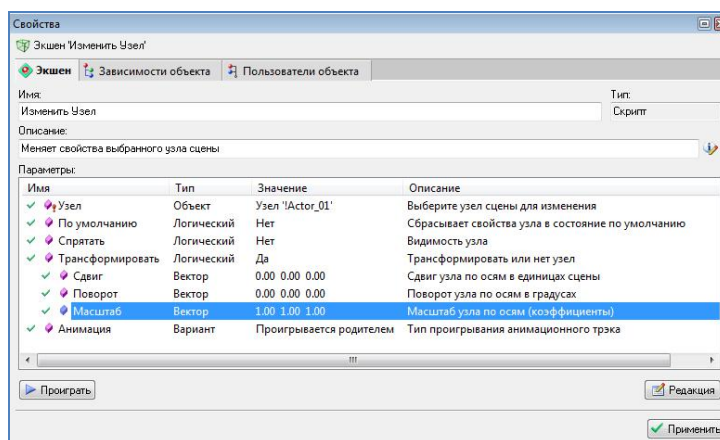 Свойства
Экшен 'Изменить Узел'
Экшен Зависимости объекта Пользователи объекта
Имя: Тип:
Изменить Узел Скрипт
Описание:
Меняет свойства выбранного узла сцены
Параметры:
Имя Тип Значение Описание
Узел Объект Узел '!Actor_01' Выберите узел сцены для изменения
По умолчанию Логический Нет Сбрасывает свойства узла в состояние по умолчанию
Спрятать Логический Нет Видимость узла
Трансформировать Логический Да Трансформировать или нет узел
Сдвиг Вектор 0.00 0.00 0.00 Сдвиг узла по осям в единицах сцены
Поворот Вектор 0.00 0.00 0.00 Поворот узла по осям в градусах
Масштаб Вектор 1.00 1.00 1.00 Масштаб узла по осям (коэффициенты)
Анимация Вариант Проигрывается родителем Тип проигрывания анимационного трэка
Проиграть Редакция
Применить